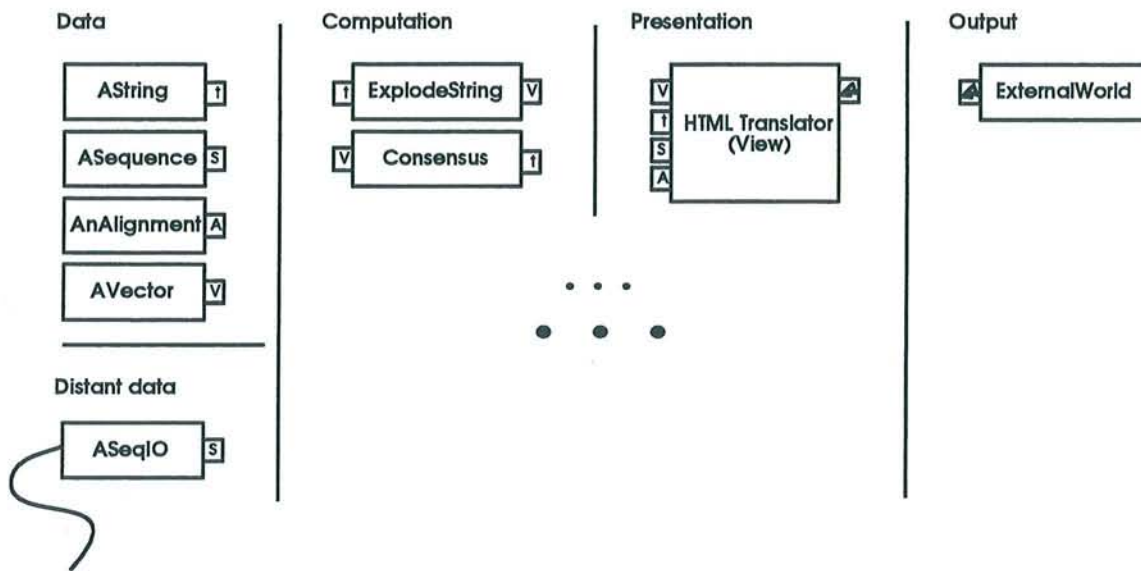 Data
AString
t
ASequence
S
AnAlignment
A
AVector
V
Distant data
ASeqIO
S
Computation
t
ExplodeString
V
V
Consensus
t
Presentation
V
t
S
A
HTML Translator
(View)
Output
ExternalWorld